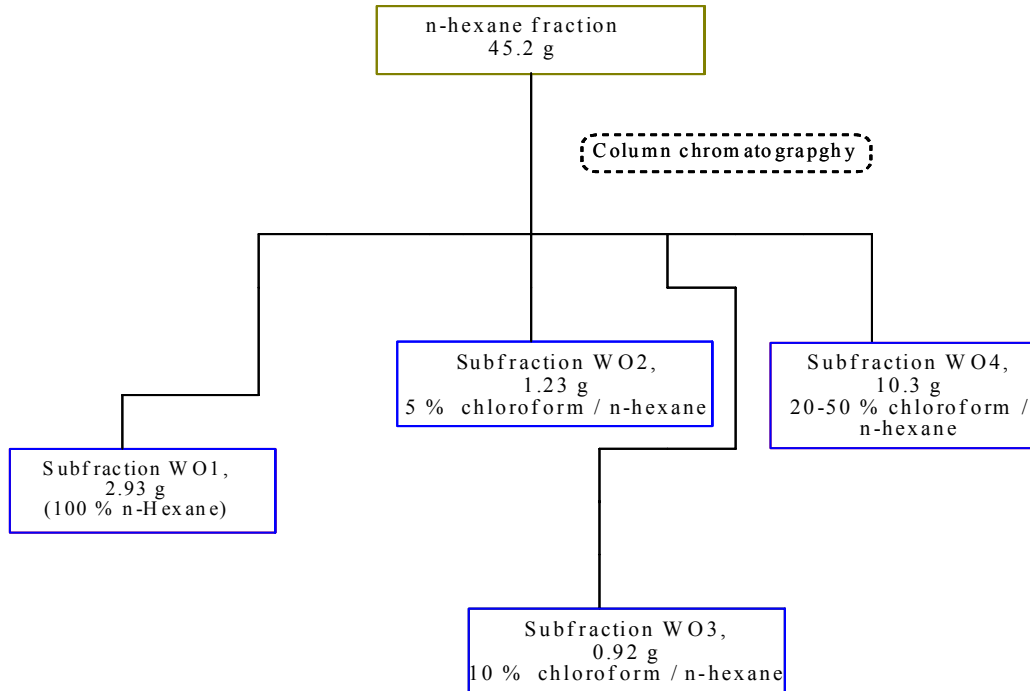 n-hexane fraction
45.2 g
Column chromatograpghy
Subfraction WO2,
1.23 g
5 % chloroform / n-hexane
Subfraction WO4,
10.3 g
20-50 % chloroform /
n-hexane
Subfraction WO1,
2.93 g
(100 % n-Hexane)
Subfraction WO3,
0.92 g
10 % chloroform / n-hexane